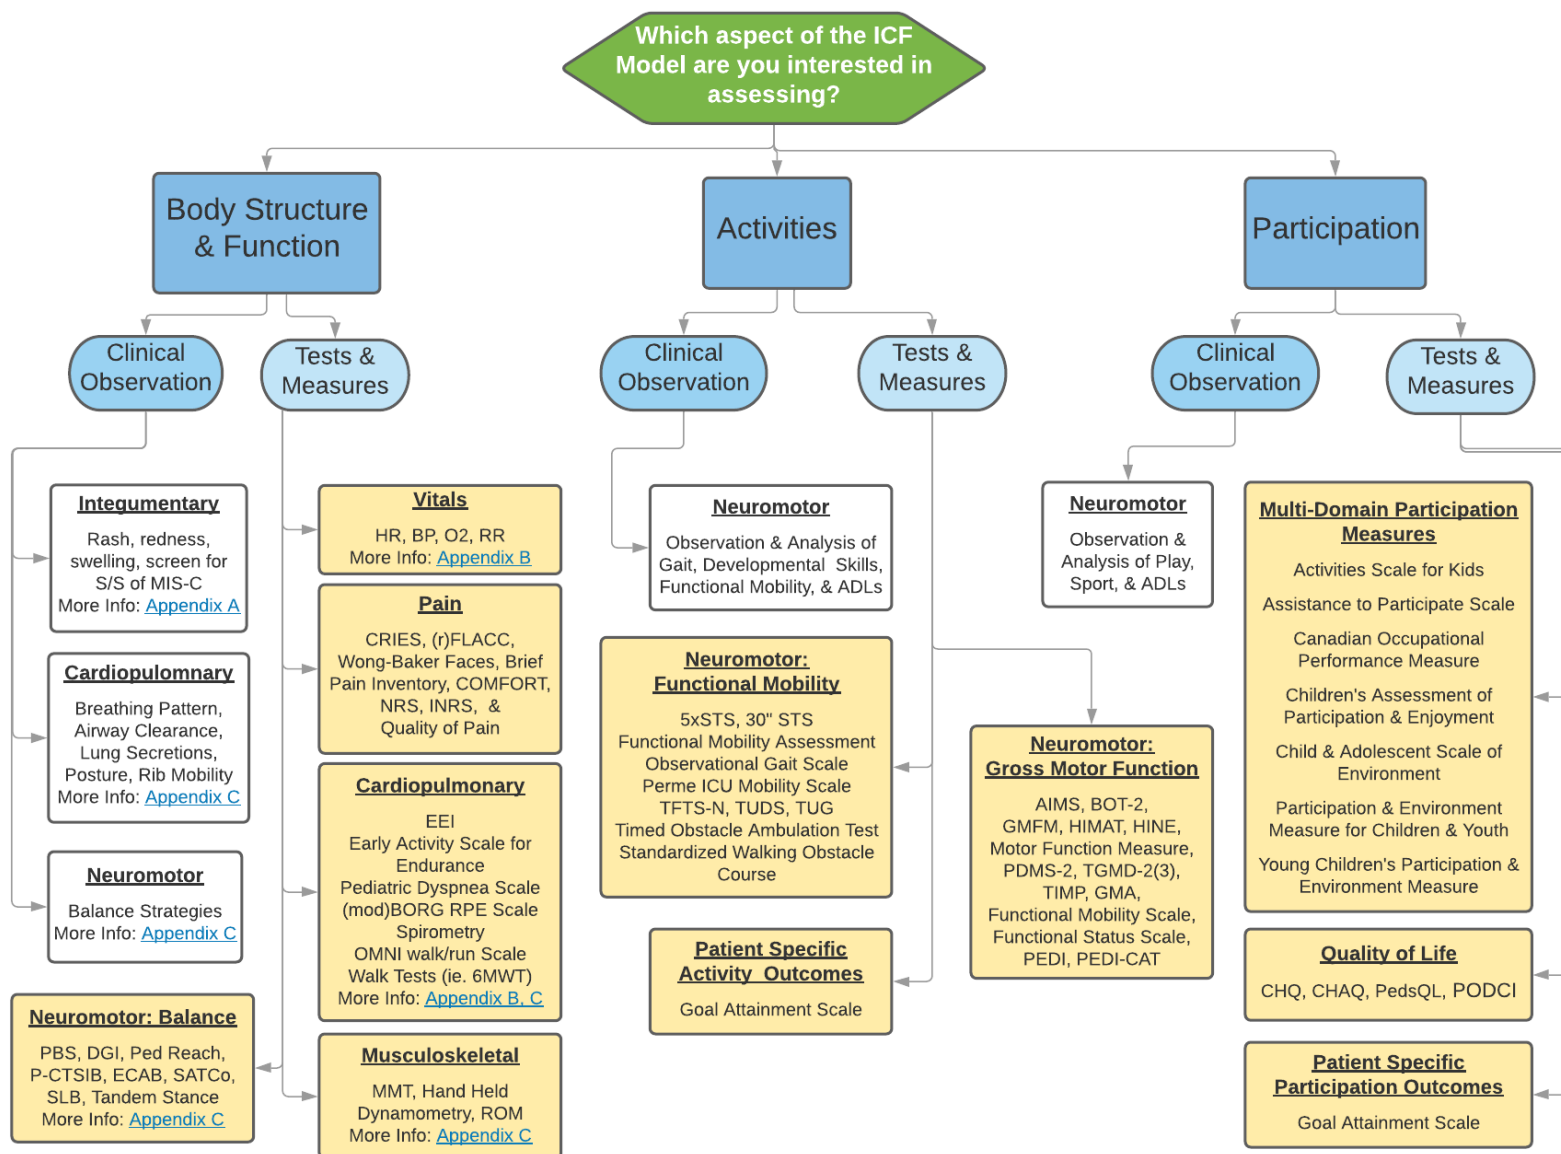 Which aspect of the ICF
Model are you interested in
assessing?
Body Structure
& Function
Activities
Participation
Clinical
Observation
Tests &
Measures
Clinical
Observation
Tests &
Measures
Clinical
Observation
Tests &
Measures
Integumentary
Rash, redness,
swelling, screen for
S/S of MIS-C
More Info: Appendix A
Cardiopulomnary
Breathing Pattern,
Airway Clearance,
Lung Secretions,
Posture, Rib Mobility
More Info: Appendix C
Neuromotor
Balance Strategies
More Info: Appendix C
Neuromotor: Balance
PBS, DGI, Ped Reach,
P-CTSIB, ECAB, SATCo,
SLB, Tandem Stance
More Info: Appendix C
Vitals
HR, BP, O2, RR
More Info: Appendix B
Pain
CRIES, (r)FLACC,
Wong-Baker Faces, Brief
Pain Inventory, COMFORT,
NRS, INRS, &
Quality of Pain
Cardiopulmonary
EEI
Early Activity Scale for
Endurance
Pediatric Dyspnea Scale
(mod)BORG RPE Scale
Spirometry
OMNI walk/run Scale
Walk Tests (ie. 6MWT)
More Info: Appendix B, C
Musculoskeletal
MMT, Hand Held
Dynamometry, ROM
More Info: Appendix C
Neuromotor
Observation & Analysis of
Gait, Developmental Skills,
Functional Mobility, & ADLs
Neuromotor:
Functional Mobility
5xSTS, 30" STS
Functional Mobility Assessment
Observational Gait Scale
Perme ICU Mobility Scale
TFTS-N, TUDS, TUG
Timed Obstacle Ambulation Test
Standardized Walking Obstacle
Course
Patient Specific
Activity Outcomes
Goal Attainment Scale
Neuromotor:
Gross Motor Function
AIMS, BOT-2,
GMFM, HIMAT, HINE,
Motor Function Measure,
PDMS-2, TGMD-2(3),
TIMP, GMA,
Functional Mobility Scale,
Functional Status Scale,
PEDI, PEDI-CAT
Neuromotor
Observation &
Analysis of Play,
Sport, & ADLs
Multi-Domain Participation
Measures
Activities Scale for Kids
Assistance to Participate Scale
Canadian Occupational
Performance Measure
Children's Assessment of
Participation & Enjoyment
Child & Adolescent Scale of
Environment
Participation & Environment
Measure for Children & Youth
Young Children's Participation &
Environment Measure
Quality of Life
CHQ, CHAQ, PedsQL, PODCI
Patient Specific
Participation Outcomes
Goal Attainment Scale